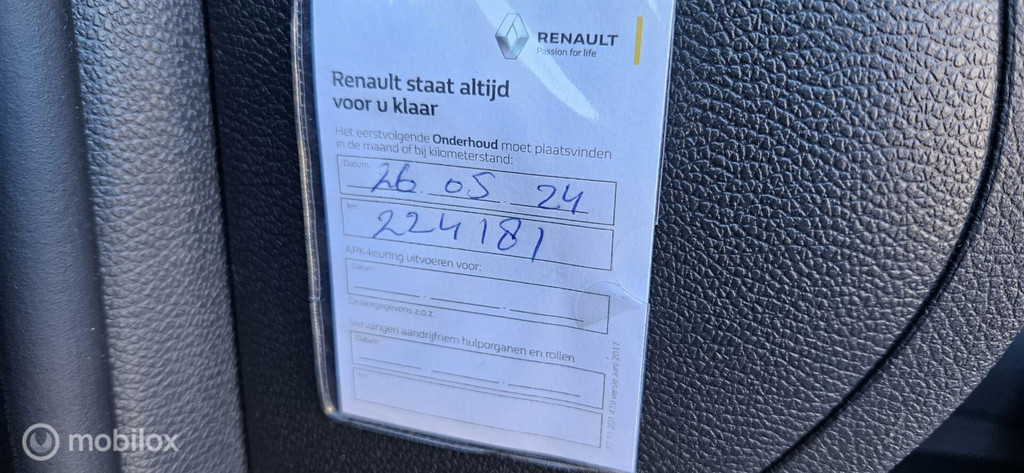 RENAULT
Passion for life
Renault staat altijd
voor u klaar
Het eerstvolgende Onderhoud moet plaatsvinden
in de maand of bij kilometerstand:
Datum
26 05 24
km
224181
APK-keuring uitvoeren voor:
Datum
Dealergegevens z.o.z.
Vervangen aandrijfriem hulporganen en rollen
Datum
km
mobilox